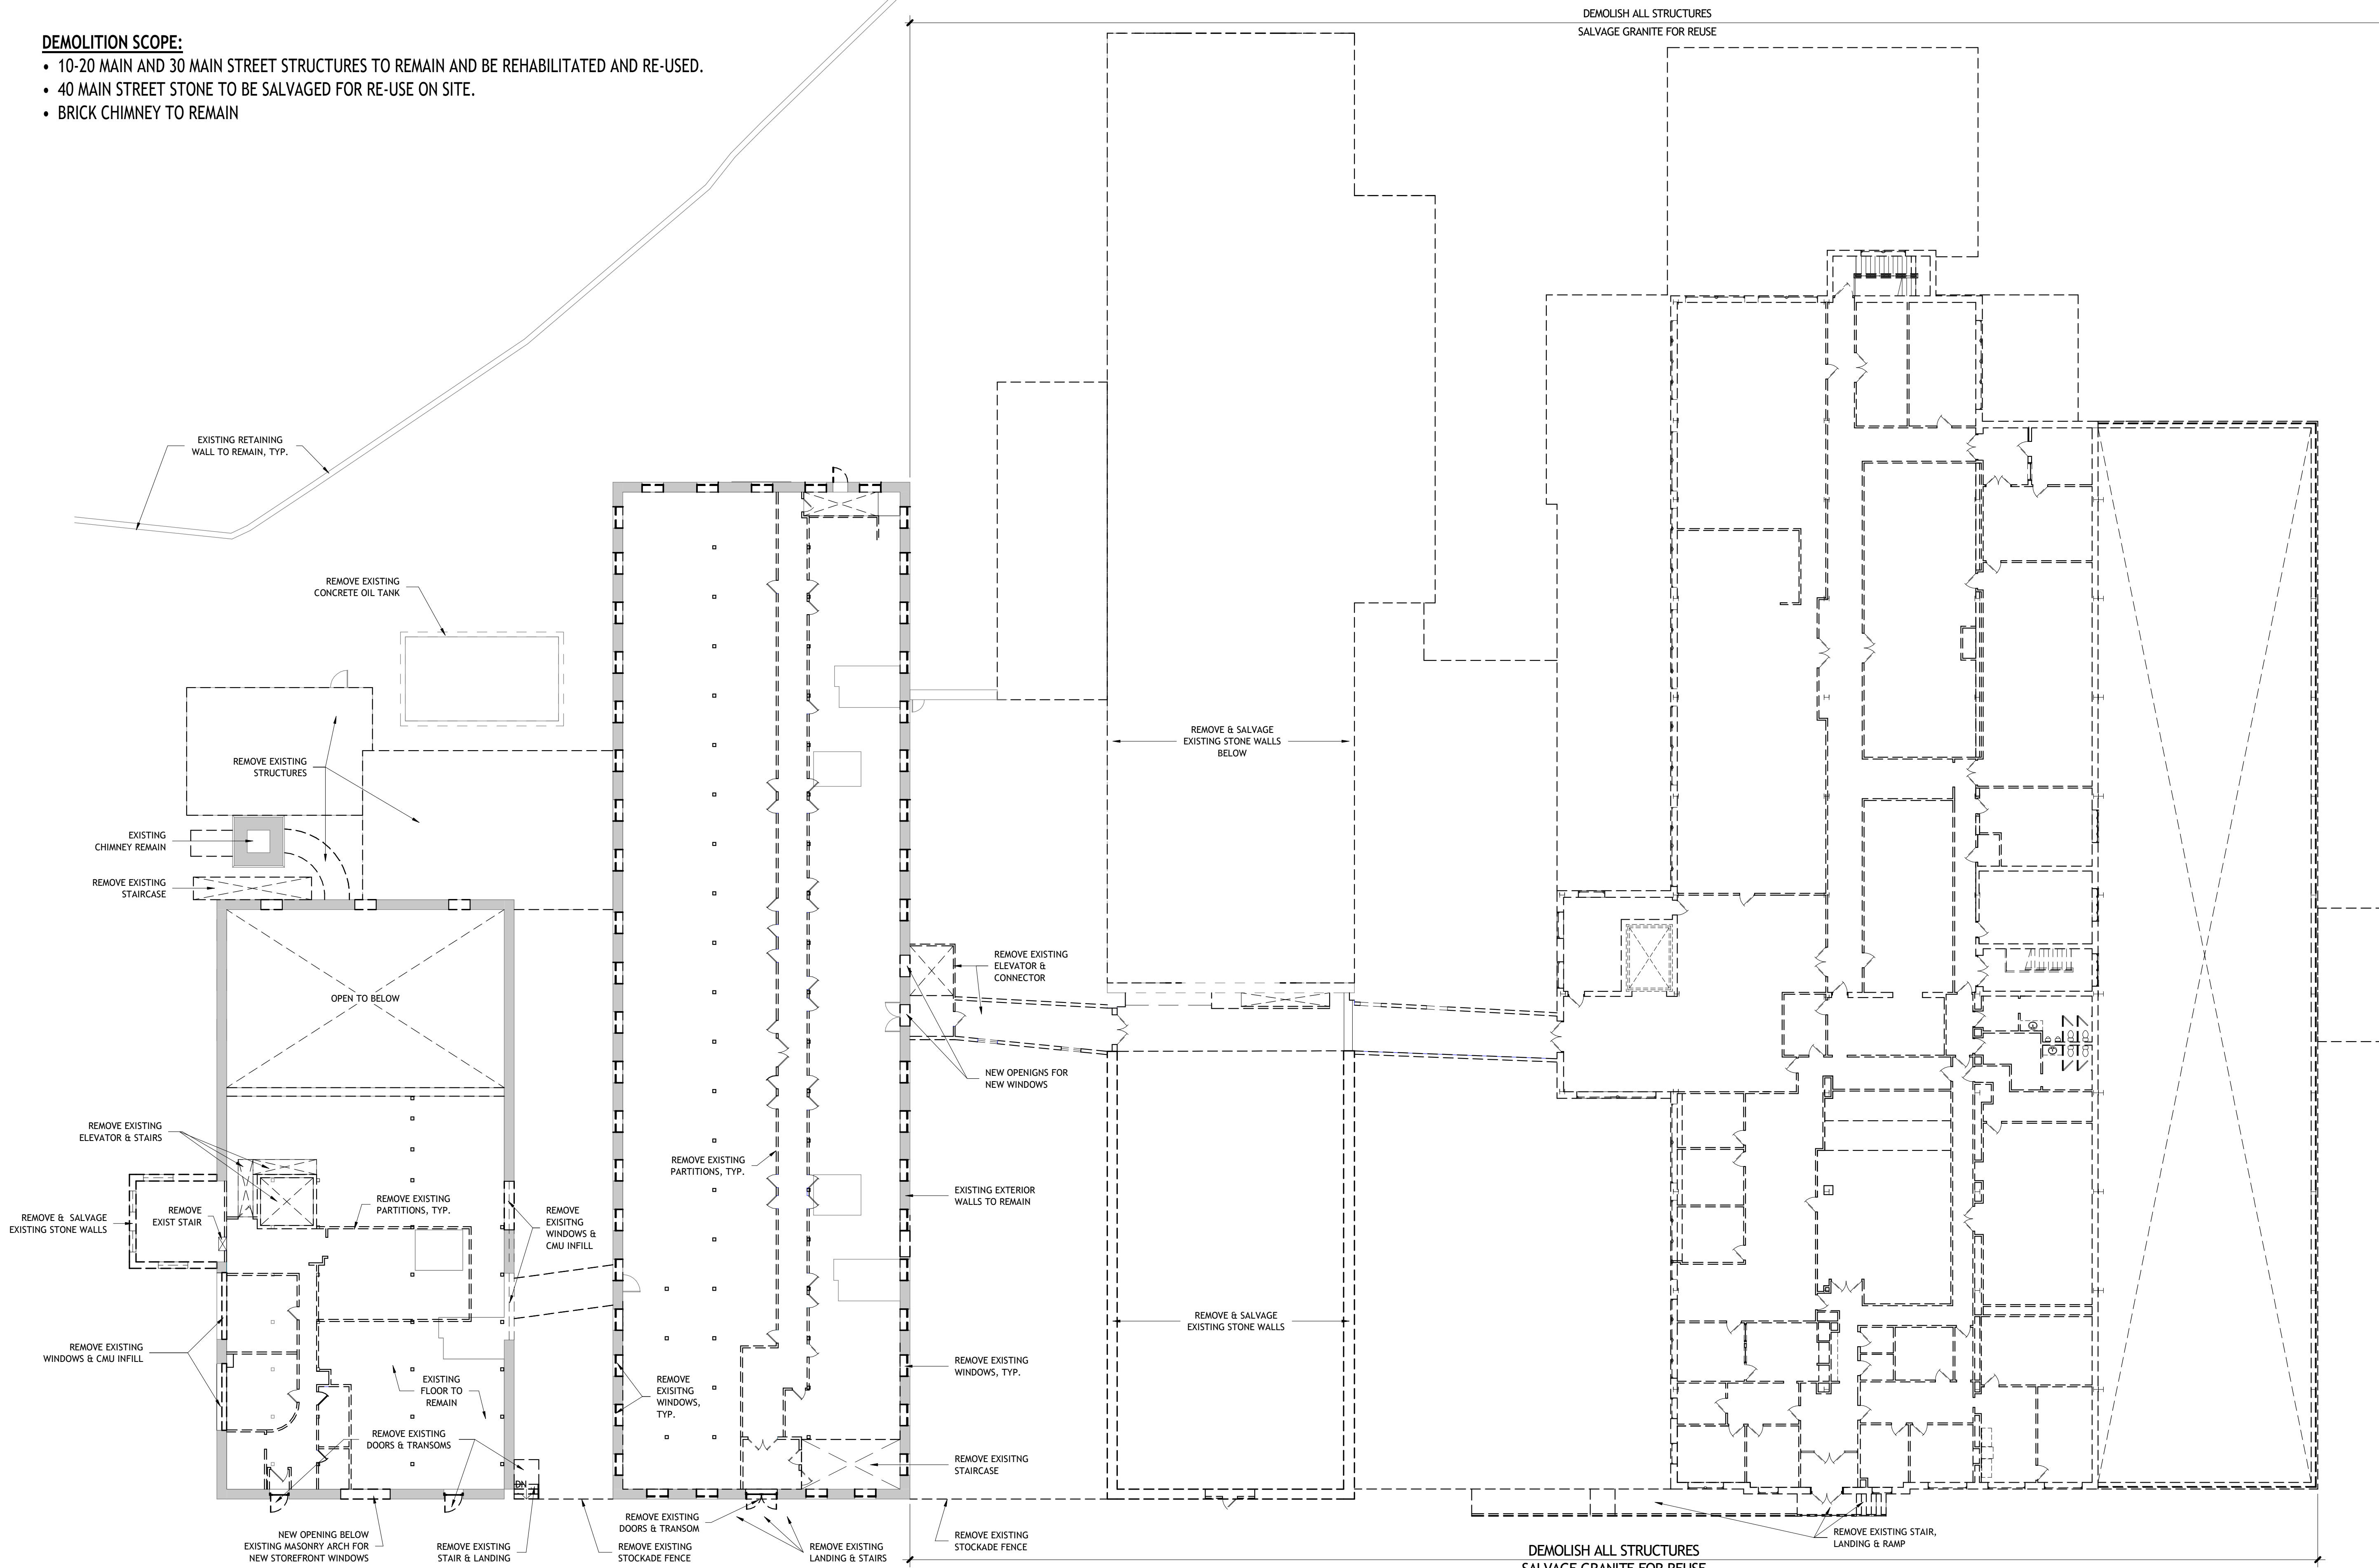 DEMOLISH ALL STRUCTURES
SALVAGE GRANITE FOR REUSE
DEMOLITION SCOPE:
• 10-20 MAIN AND 30 MAIN STREET STRUCTURES TO REMAIN AND BE REHABILITATED AND RE-USED.
• 40 MAIN STREET STONE TO BE SALVAGED FOR RE-USE ON SITE.
• BRICK CHIMNEY TO REMAIN
EXISTING RETAINING
WALL TO REMAIN, TYP.
REMOVE EXISTING
CONCRETE OIL TANK
REMOVE & SALVAGE
EXISTING STONE WALLS
BELOW
REMOVE EXISTING
STRUCTURES
EXISTING
CHIMNEY REMAIN
REMOVE EXISTING
STAIRCASE
REMOVE EXISTING
ELEVATOR &
CONNECTOR
OPEN TO BELOW
NEW OPENIGNS FOR
NEW WINDOWS
REMOVE EXISTING
ELEVATOR & STAIRS
REMOVE EXISTING
PARTITIONS, TYP.
EXISTING EXTERIOR
WALLS TO REMAIN
REMOVE EXISTING
PARTITIONS, TYP.
REMOVE & SALVAGE
EXISTING STONE WALLS
REMOVE
EXIST STAIR
REMOVE
EXISITNG
WINDOWS &
CMU INFILL
REMOVE & SALVAGE
EXISTING STONE WALLS
REMOVE EXISTING
WINDOWS & CMU INFILL
REMOVE EXISTING
WINDOWS, TYP.
EXISTING
FLOOR TO
REMAIN
REMOVE
EXISITNG
WINDOWS,
TYP.
REMOVE EXISTING
DOORS & TRANSOMS
REMOVE EXISITNG
STAIRCASE
DN
REMOVE EXISTING
DOORS & TRANSOM
NEW OPENING BELOW
EXISTING MASONRY ARCH FOR
NEW STOREFRONT WINDOWS
REMOVE EXISTING
STAIR & LANDING
REMOVE EXISTING
STOCKADE FENCE
REMOVE EXISTING
LANDING & STAIRS
REMOVE EXISTING
STOCKADE FENCE
REMOVE EXISTING STAIR,
LANDING & RAMP
DEMOLISH ALL STRUCTURES
SALVAGE GRANITE FOR REUSE